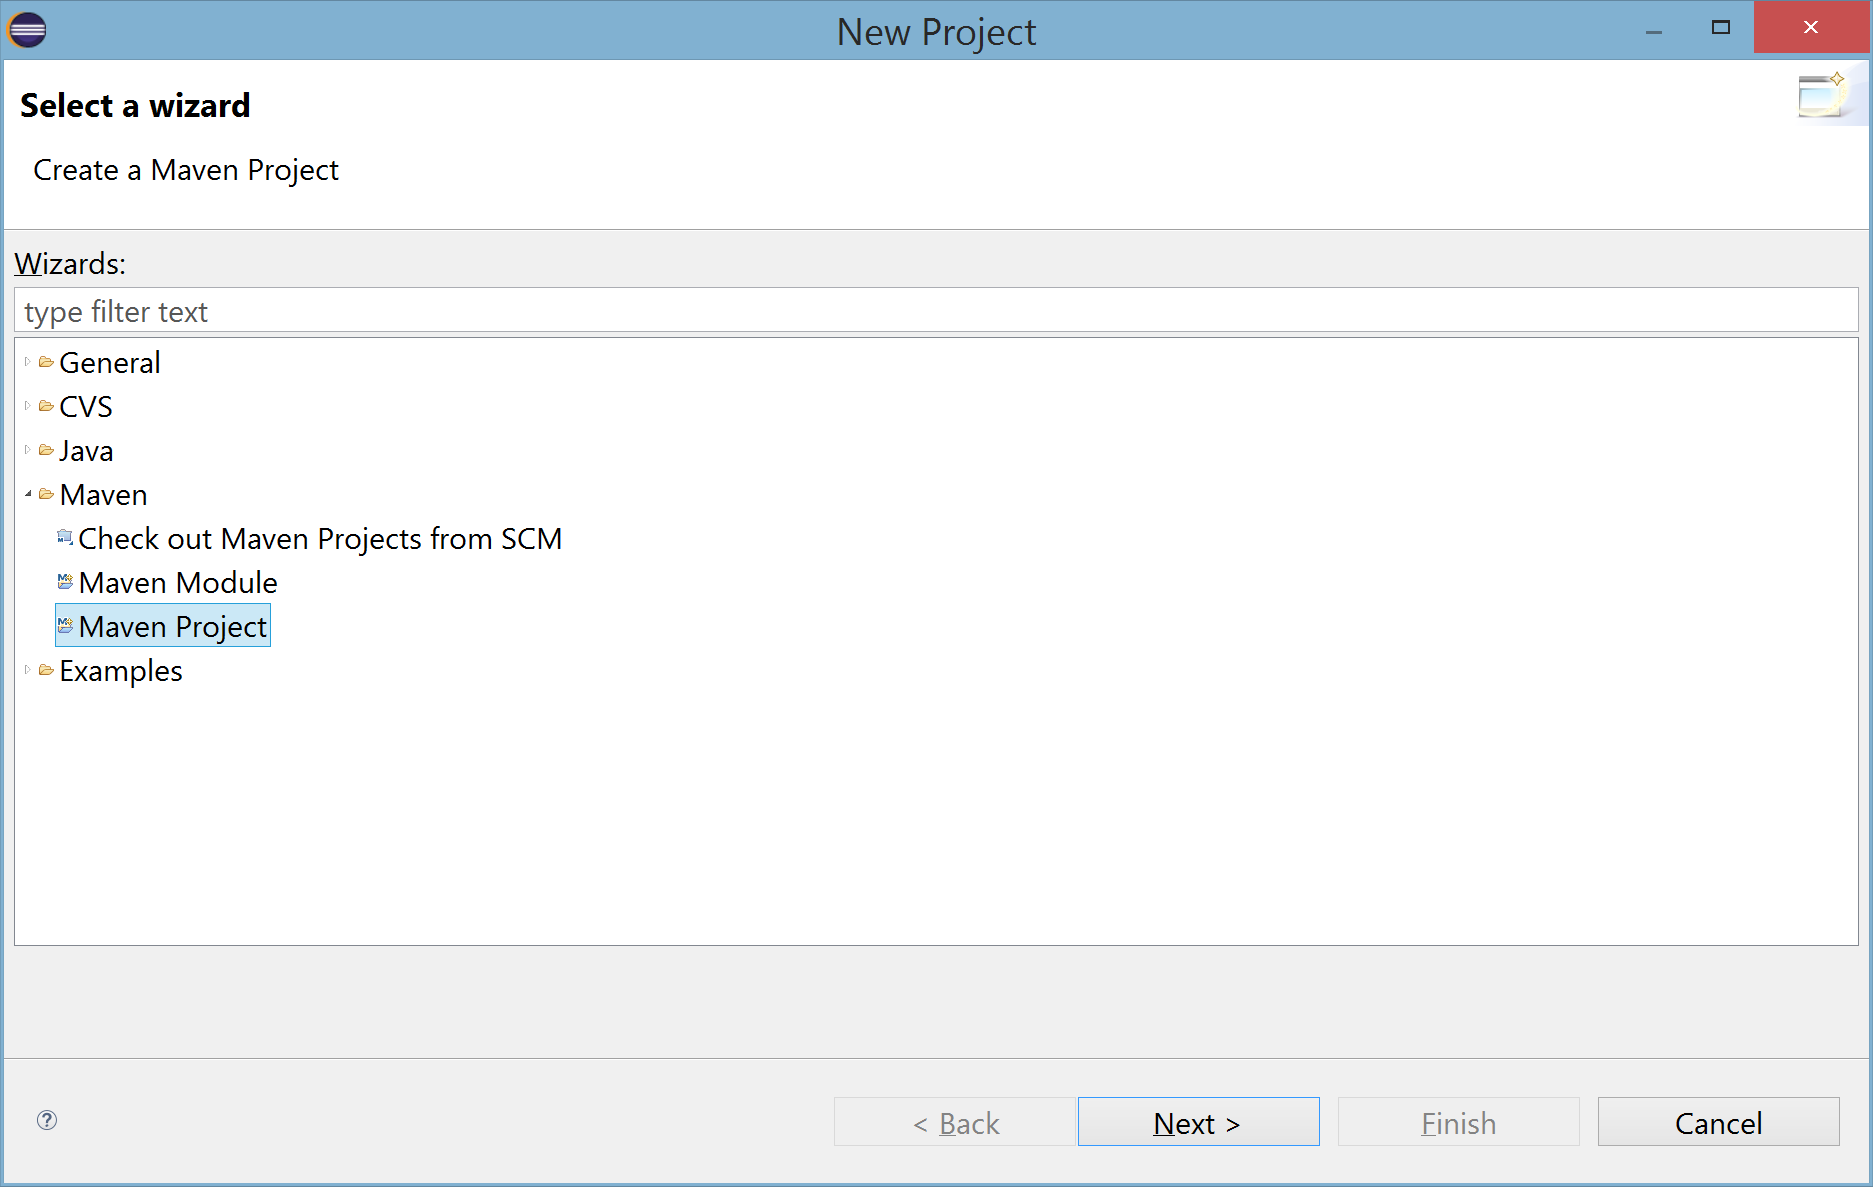 New Project
Select a wizard
Create a Maven Project
Wizards:
type filter text
General
CVS
Java
Maven
Check out Maven Projects from SCM
Maven Module
Maven Project
Examples
?
< Back
Next >
Finish
Cancel